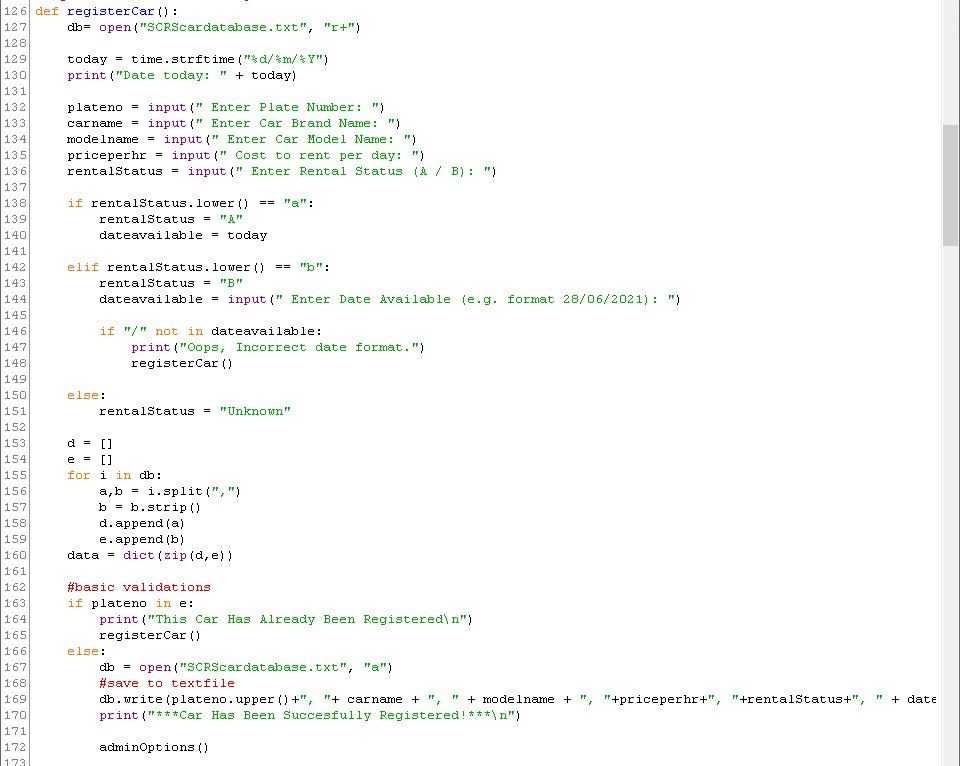 126 def registerCar():
127     db= open("SCRScardatabase.txt", "r+")
128
129     today = time.strftime("%d/%m/%Y")
130     print("Date today: " + today)
131
132     plateno = input(" Enter Plate Number: ")
133     carname = input(" Enter Car Brand Name: ")
134     modelname = input(" Enter Car Model Name: ")
135     priceperhr = input(" Cost to rent per day: ")
136     rentalStatus = input(" Enter Rental Status (A / B): ")
137
138     if rentalStatus.lower() == "a":
139         rentalStatus = "A"
140         dateavailable = today
141
142     elif rentalStatus.lower() == "b":
143         rentalStatus = "B"
144         dateavailable = input(" Enter Date Available (e.g. format 28/06/2021): ")
145
146         if "/" not in dateavailable:
147             print("Oops, Incorrect date format.")
148             registerCar()
149
150     else:
151         rentalStatus = "Unknown"
152
153     d = []
154     e = []
155     for i in db:
156         a,b = i.split(",")
157         b = b.strip()
158         d.append(a)
159         e.append(b)
160     data = dict(zip(d,e))
161
162     #basic validations
163     if plateno in e:
164         print("This Car Has Already Been Registered\n")
165         registerCar()
166     else:
167         db = open("SCRScardatabase.txt", "a")
168         #save to textfile
169         db.write(plateno.upper()+", "+ carname + ", " + modelname + ", "+priceperhr+", "+rentalStatus+", " + date
170         print("***Car Has Been Succesfully Registered!***\n")
171
172         adminOptions()
173